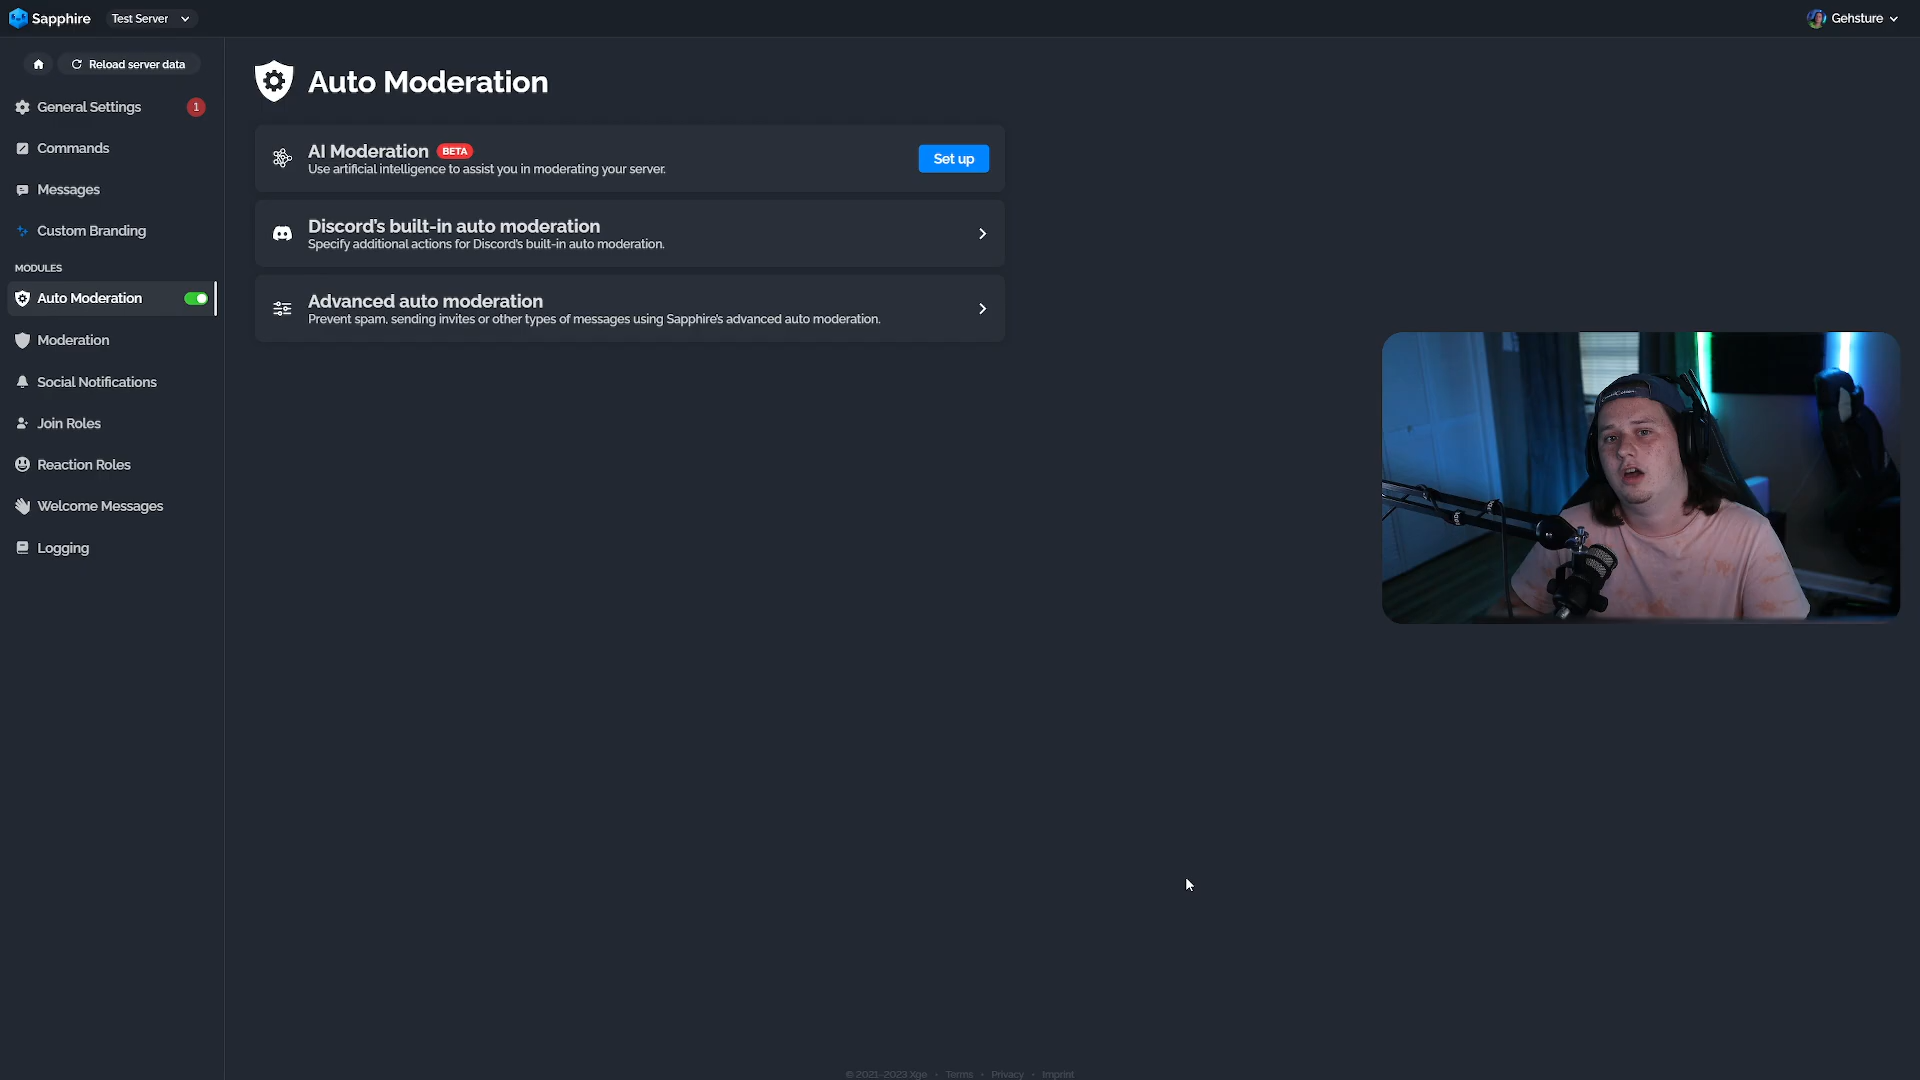 Sapphire
Test Server
Gehsture
Reload server data
General Settings
1
Commands
Messages
Custom Branding
MODULES
Auto Moderation
Moderation
Social Notifications
Join Roles
Reaction Roles
Welcome Messages
Logging
Auto Moderation
AI Moderation BETA
Use artificial intelligence to assist you in moderating your server.
Set up
Discord's built-in auto moderation
Specify additional actions for Discord's built-in auto moderation.
Advanced auto moderation
Prevent spam, sending invites or other types of messages using Sapphire's advanced auto moderation.
© 2021-2023 Xge • Terms • Privacy • Imprint